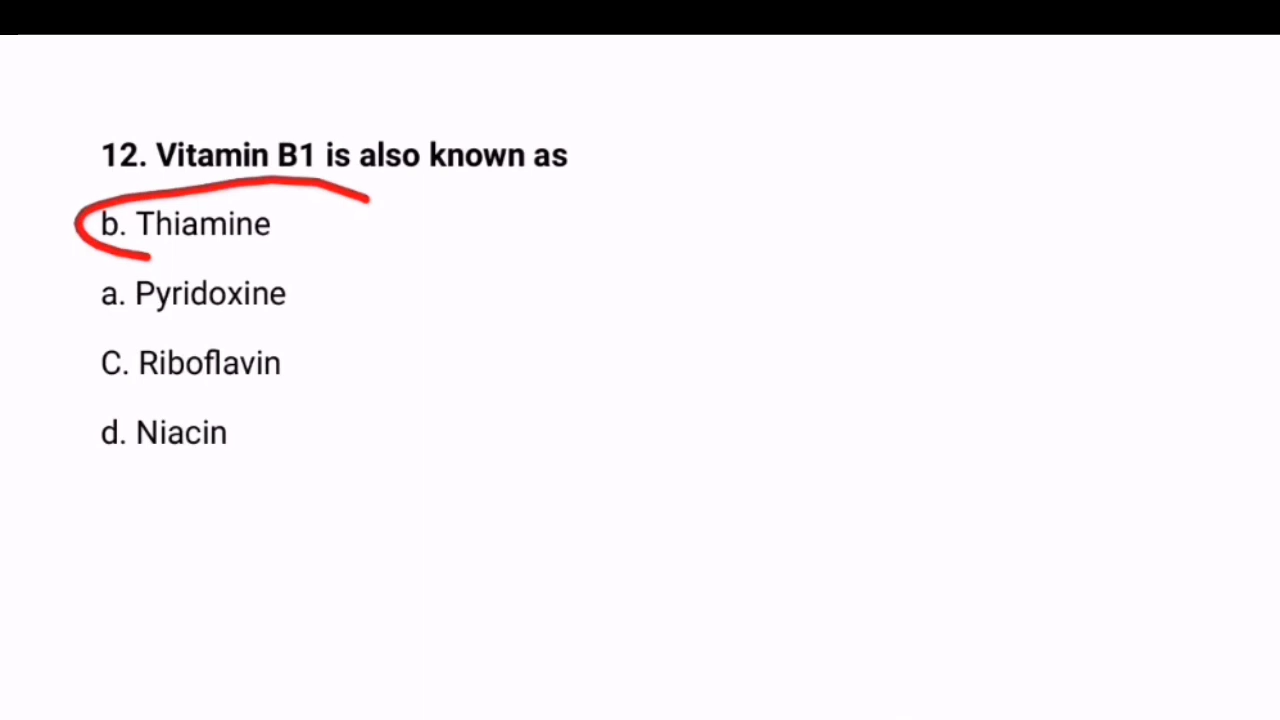 12. Vitamin B1 is also known as
b. Thiamine
a. Pyridoxine
C. Riboflavin
d. Niacin